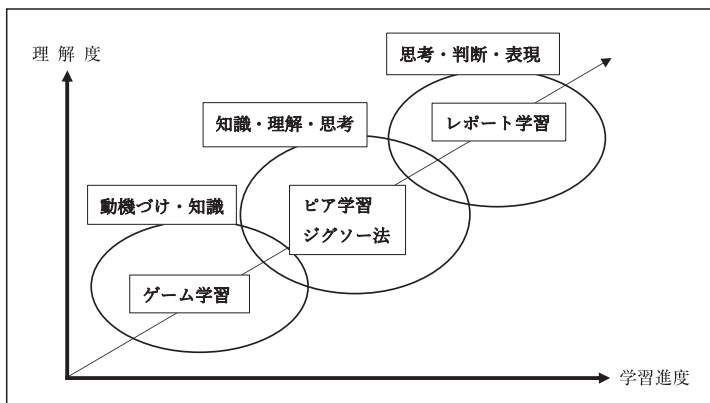 理解度
思考・判断・表現
レポート学習
知識・理解・思考
ピア学習
ジグソー法
動機づけ・知識
ゲーム学習
学習進度